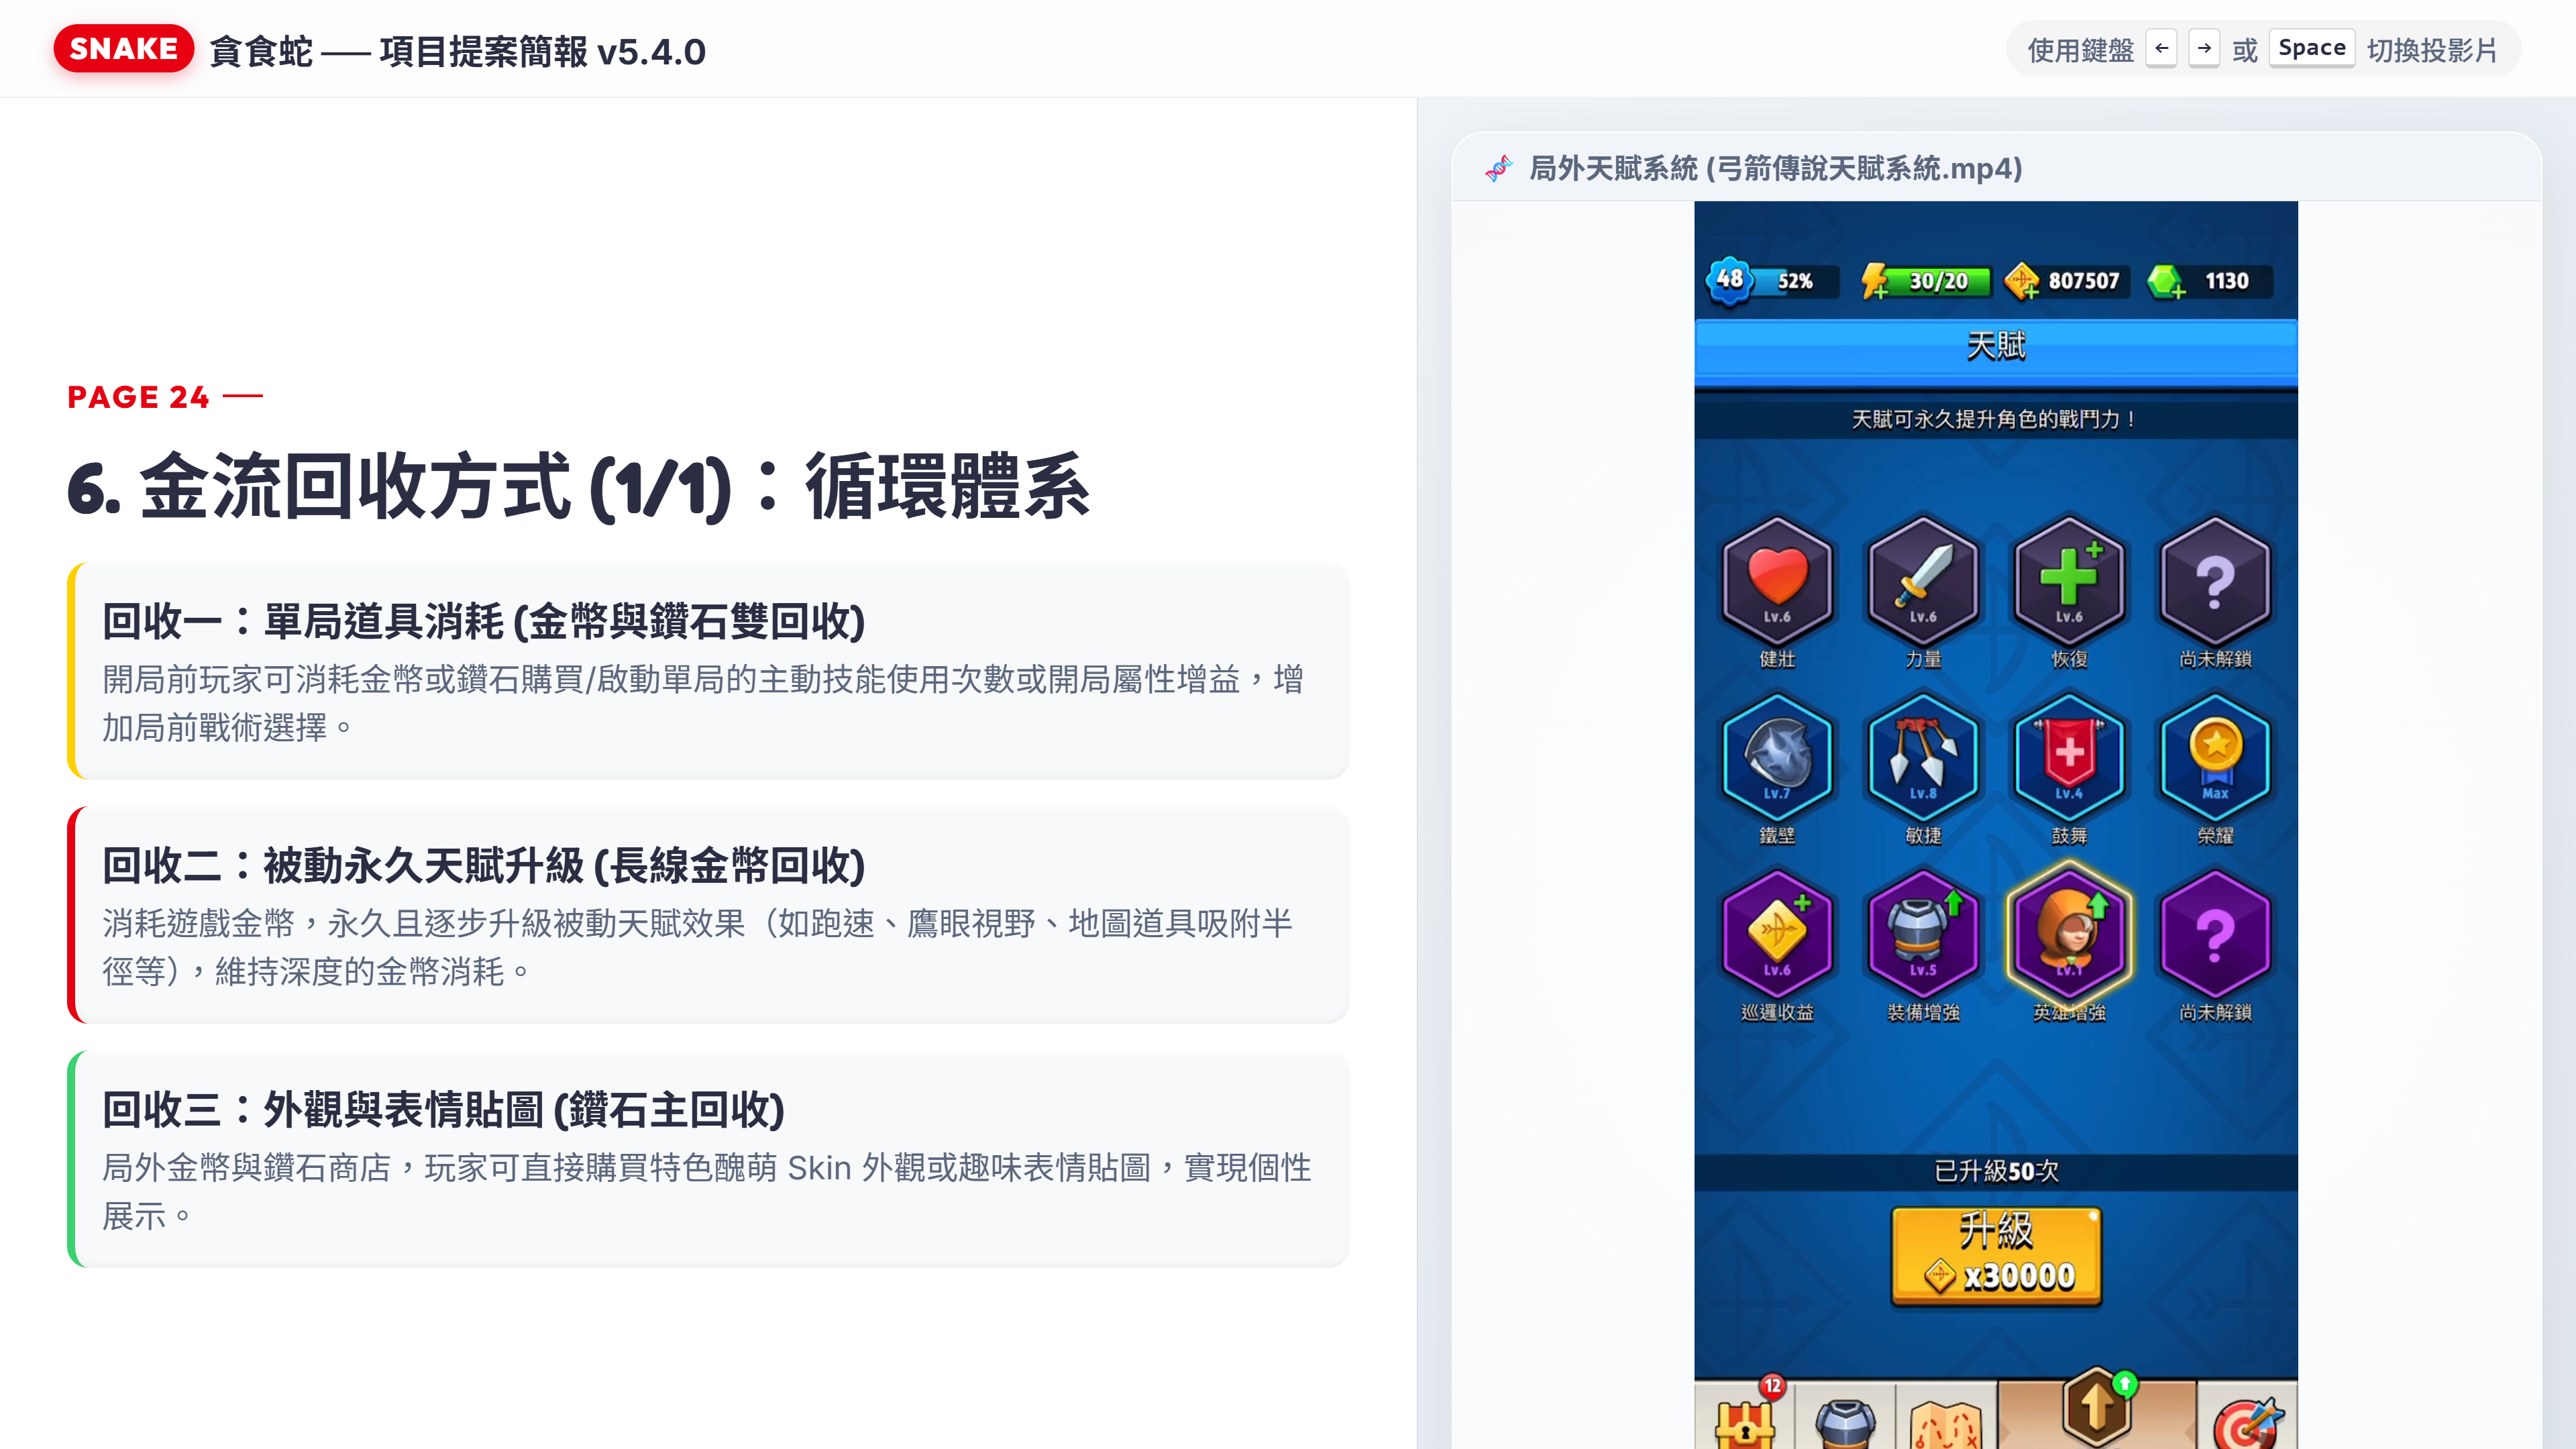 SNAKE 貪食蛇 —— 項目提案簡報 v5.4.0
使用鍵盤 ← → 或 Space 切換投影片
PAGE 24 —
6. 金流回收方式 (1/1)：循環體系
回收一：單局道具消耗 (金幣與鑽石雙回收)
開局前玩家可消耗金幣或鑽石購買/啟動單局的主動技能使用次數或開局屬性增益，增
加局前戰術選擇。
回收二：被動永久天賦升級 (長線金幣回收)
消耗遊戲金幣，永久且逐步升級被動天賦效果（如跑速、鷹眼視野、地圖道具吸附半
徑等），維持深度的金幣消耗。
回收三：外觀與表情貼圖 (鑽石主回收)
局外金幣與鑽石商店，玩家可直接購買特色醜萌 Skin 外觀或趣味表情貼圖，實現個性
展示。
局外天賦系統 (弓箭傳說天賦系統.mp4)
48 52% 30/20 807507 1130
天賦
天賦可永久提升角色的戰鬥力！
Lv.6 Lv.6 Lv.6 ?
健壯 力量 恢復 尚未解鎖
Lv.7 Lv.8 Lv.4 Max
鐵壁 敏捷 鼓舞 榮耀
Lv.6 Lv.5 Lv.1 ?
巡邏收益 裝備增強 英雄增強 尚未解鎖
已升級50次
升級
x30000
12